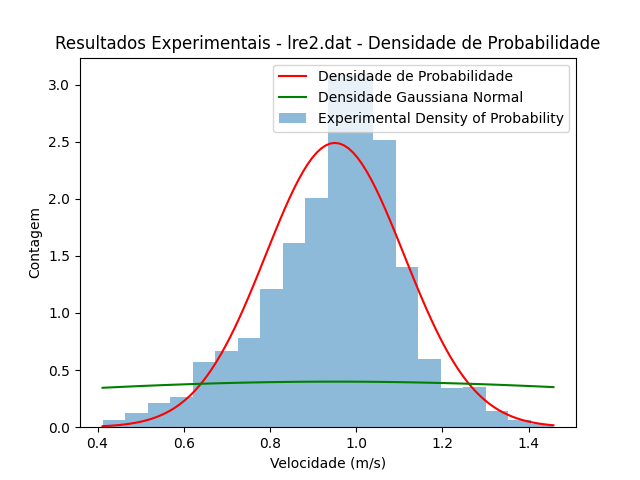 Resultados Experimentais - lre2.dat - Densidade de Probabilidade
Densidade de Probabilidade
Densidade Gaussiana Normal
Experimental Density of Probability
Contagem
3.0
2.5
2.0
1.5
1.0
0.5
0.0
0.4 0.6 0.8 1.0 1.2 1.4
Velocidade (m/s)